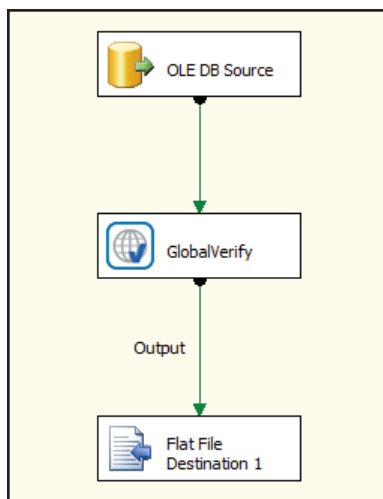 OLE DB Source
GlobalVerify
Output
Flat File
Destination 1